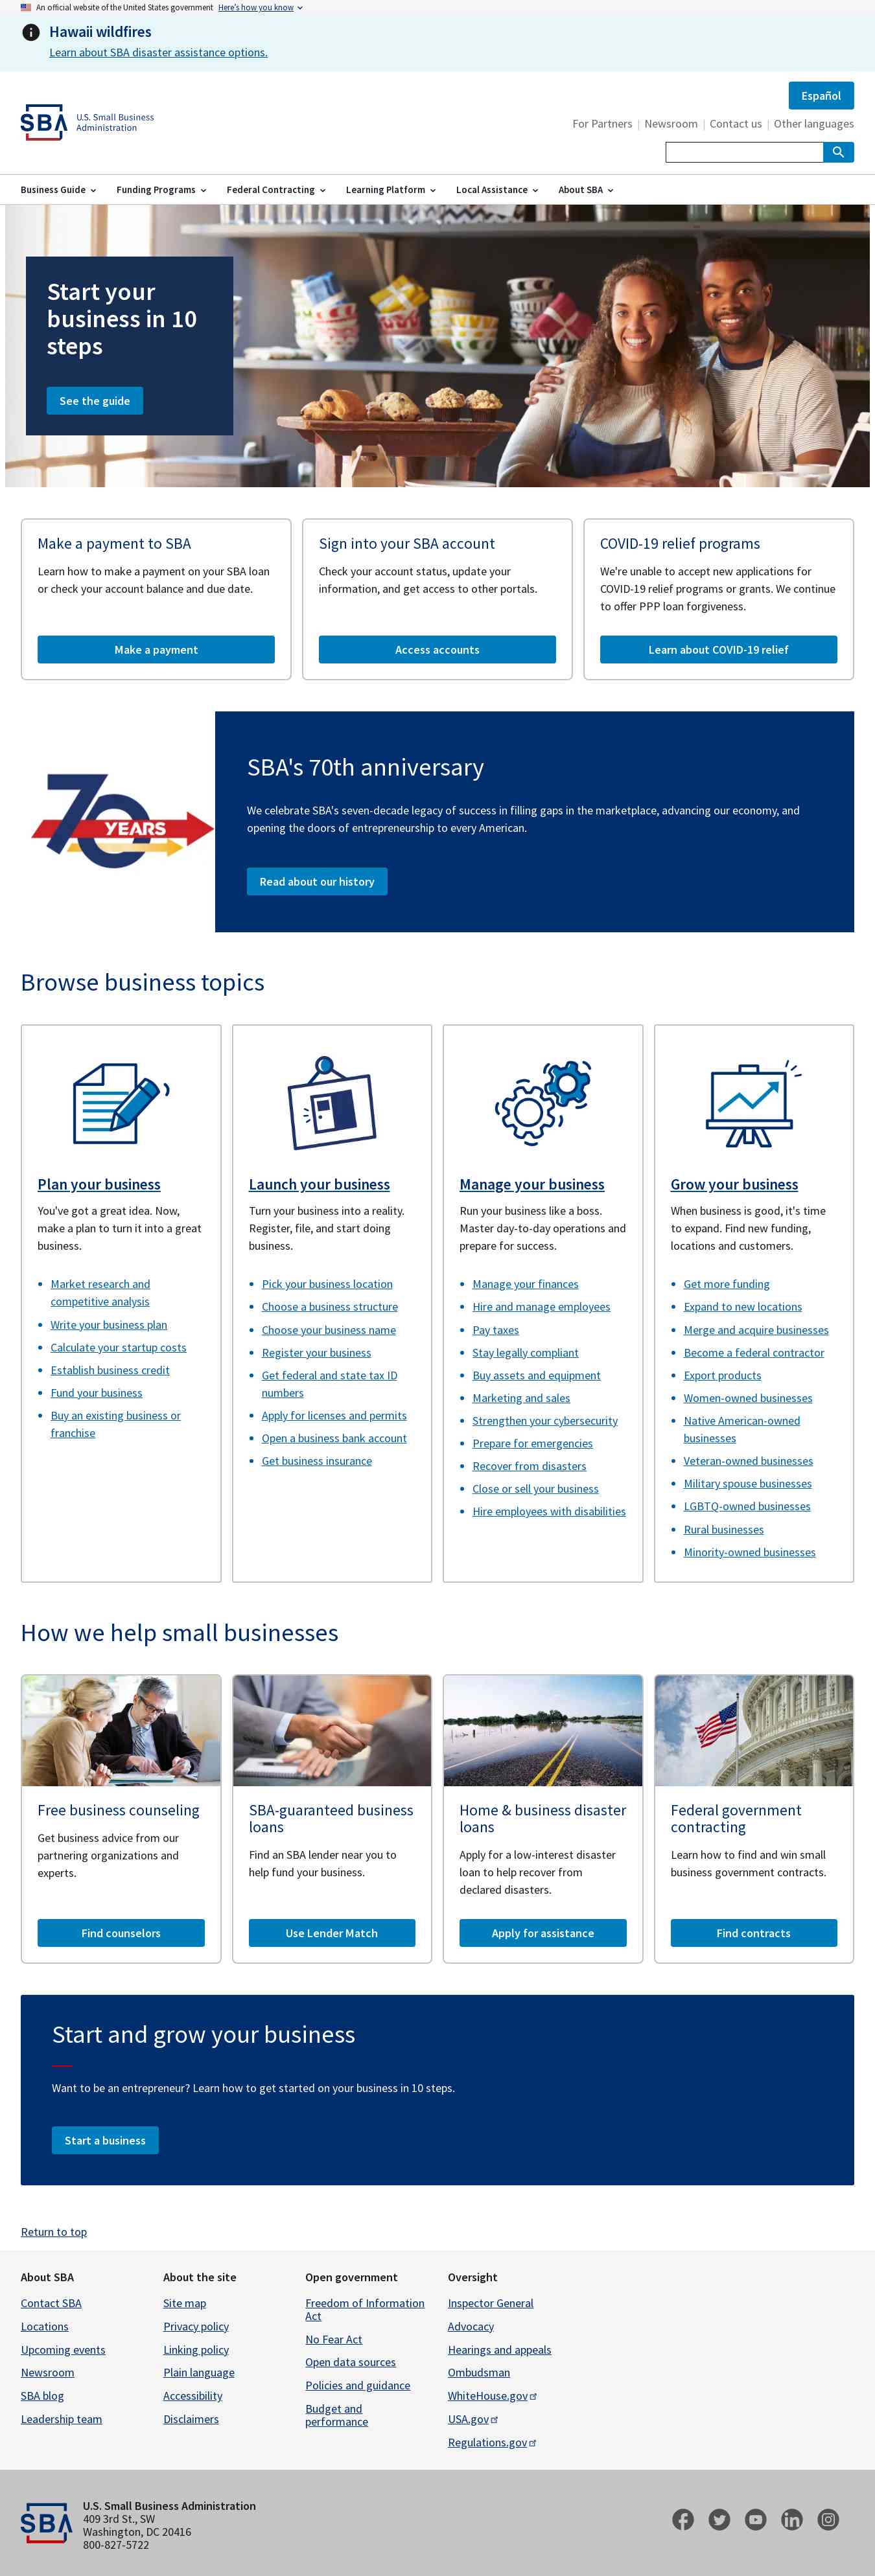 An official website of the United States government Here's how you know
Hawaii wildfires
Learn about SBA disaster assistance options.
Español
SBA U.S. Small Business
Administration
For Partners | Newsroom | Contact us | Other languages
Business Guide Funding Programs Federal Contracting Learning Platform Local Assistance About SBA
Start your
business in 10
steps
See the guide
Make a payment to SBA
Learn how to make a payment on your SBA loan
or check your account balance and due date.
Make a payment
Sign into your SBA account
Check your account status, update your
information, and get access to other portals.
Access accounts
COVID-19 relief programs
We're unable to accept new applications for
COVID-19 relief programs or grants. We continue
to offer PPP loan forgiveness.
Learn about COVID-19 relief
70
YEARS
SBA's 70th anniversary
We celebrate SBA's seven-decade legacy of success in filling gaps in the marketplace, advancing our economy, and
opening the doors of entrepreneurship to every American.
Read about our history
Browse business topics
Plan your business
You've got a great idea. Now,
make a plan to turn it into a great
business.
Market research and
competitive analysis
Write your business plan
Calculate your startup costs
Establish business credit
Fund your business
Buy an existing business or
franchise
Launch your business
Turn your business into a reality.
Register, file, and start doing
business.
Pick your business location
Choose a business structure
Choose your business name
Register your business
Get federal and state tax ID
numbers
Apply for licenses and permits
Open a business bank account
Get business insurance
Manage your business
Run your business like a boss.
Master day-to-day operations and
prepare for success.
Manage your finances
Hire and manage employees
Pay taxes
Stay legally compliant
Buy assets and equipment
Marketing and sales
Strengthen your cybersecurity
Prepare for emergencies
Recover from disasters
Close or sell your business
Hire employees with disabilities
Grow your business
When business is good, it's time
to expand. Find new funding,
locations and customers.
Get more funding
Expand to new locations
Merge and acquire businesses
Become a federal contractor
Export products
Women-owned businesses
Native American-owned
businesses
Veteran-owned businesses
Military spouse businesses
LGBTQ-owned businesses
Rural businesses
Minority-owned businesses
How we help small businesses
Free business counseling
Get business advice from our
partnering organizations and
experts.
Find counselors
SBA-guaranteed business
loans
Find an SBA lender near you to
help fund your business.
Use Lender Match
Home & business disaster
loans
Apply for a low-interest disaster
loan to help recover from
declared disasters.
Apply for assistance
Federal government
contracting
Learn how to find and win small
business government contracts.
Find contracts
Start and grow your business
Want to be an entrepreneur? Learn how to get started on your business in 10 steps.
Start a business
Return to top
About SBA
Contact SBA
Locations
Upcoming events
Newsroom
SBA blog
Leadership team
About the site
Site map
Privacy policy
Linking policy
Plain language
Accessibility
Disclaimers
Open government
Freedom of Information
Act
No Fear Act
Open data sources
Policies and guidance
Budget and
performance
Oversight
Inspector General
Advocacy
Hearings and appeals
Ombudsman
WhiteHouse.gov
USA.gov
Regulations.gov
SBA
U.S. Small Business Administration
409 3rd St., SW
Washington, DC 20416
800-827-5722